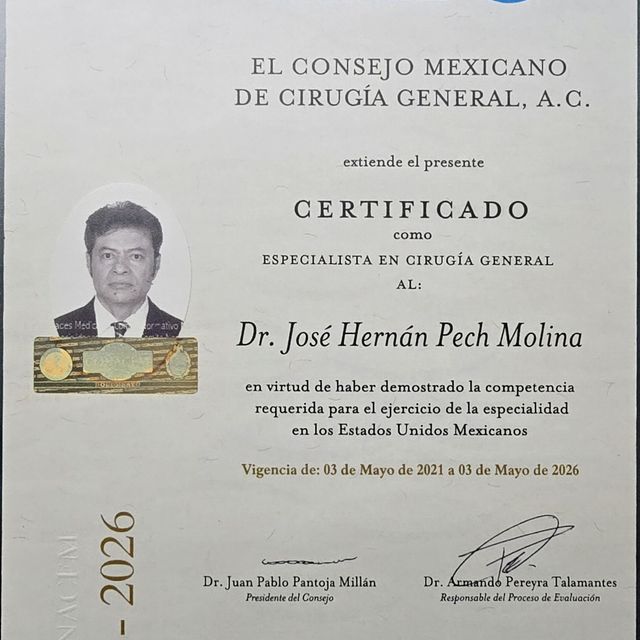 EL CONSEJO MEXICANO
DE CIRUGÍA GENERAL, A.C.
extiende el presente
CERTIFICADO
como
ESPECIALISTA EN CIRUGÍA GENERAL
AL:
Dr. José Hernán Pech Molina
en virtud de haber demostrado la competencia
requerida para el ejercicio de la especialidad
en los Estados Unidos Mexicanos
Vigencia de: 03 de Mayo de 2021 a 03 de Mayo de 2026
Dr. Juan Pablo Pantoja Millán
Presidente del Consejo
Dr. Armando Pereyra Talamantes
Responsable del Proceso de Evaluación
- 2026